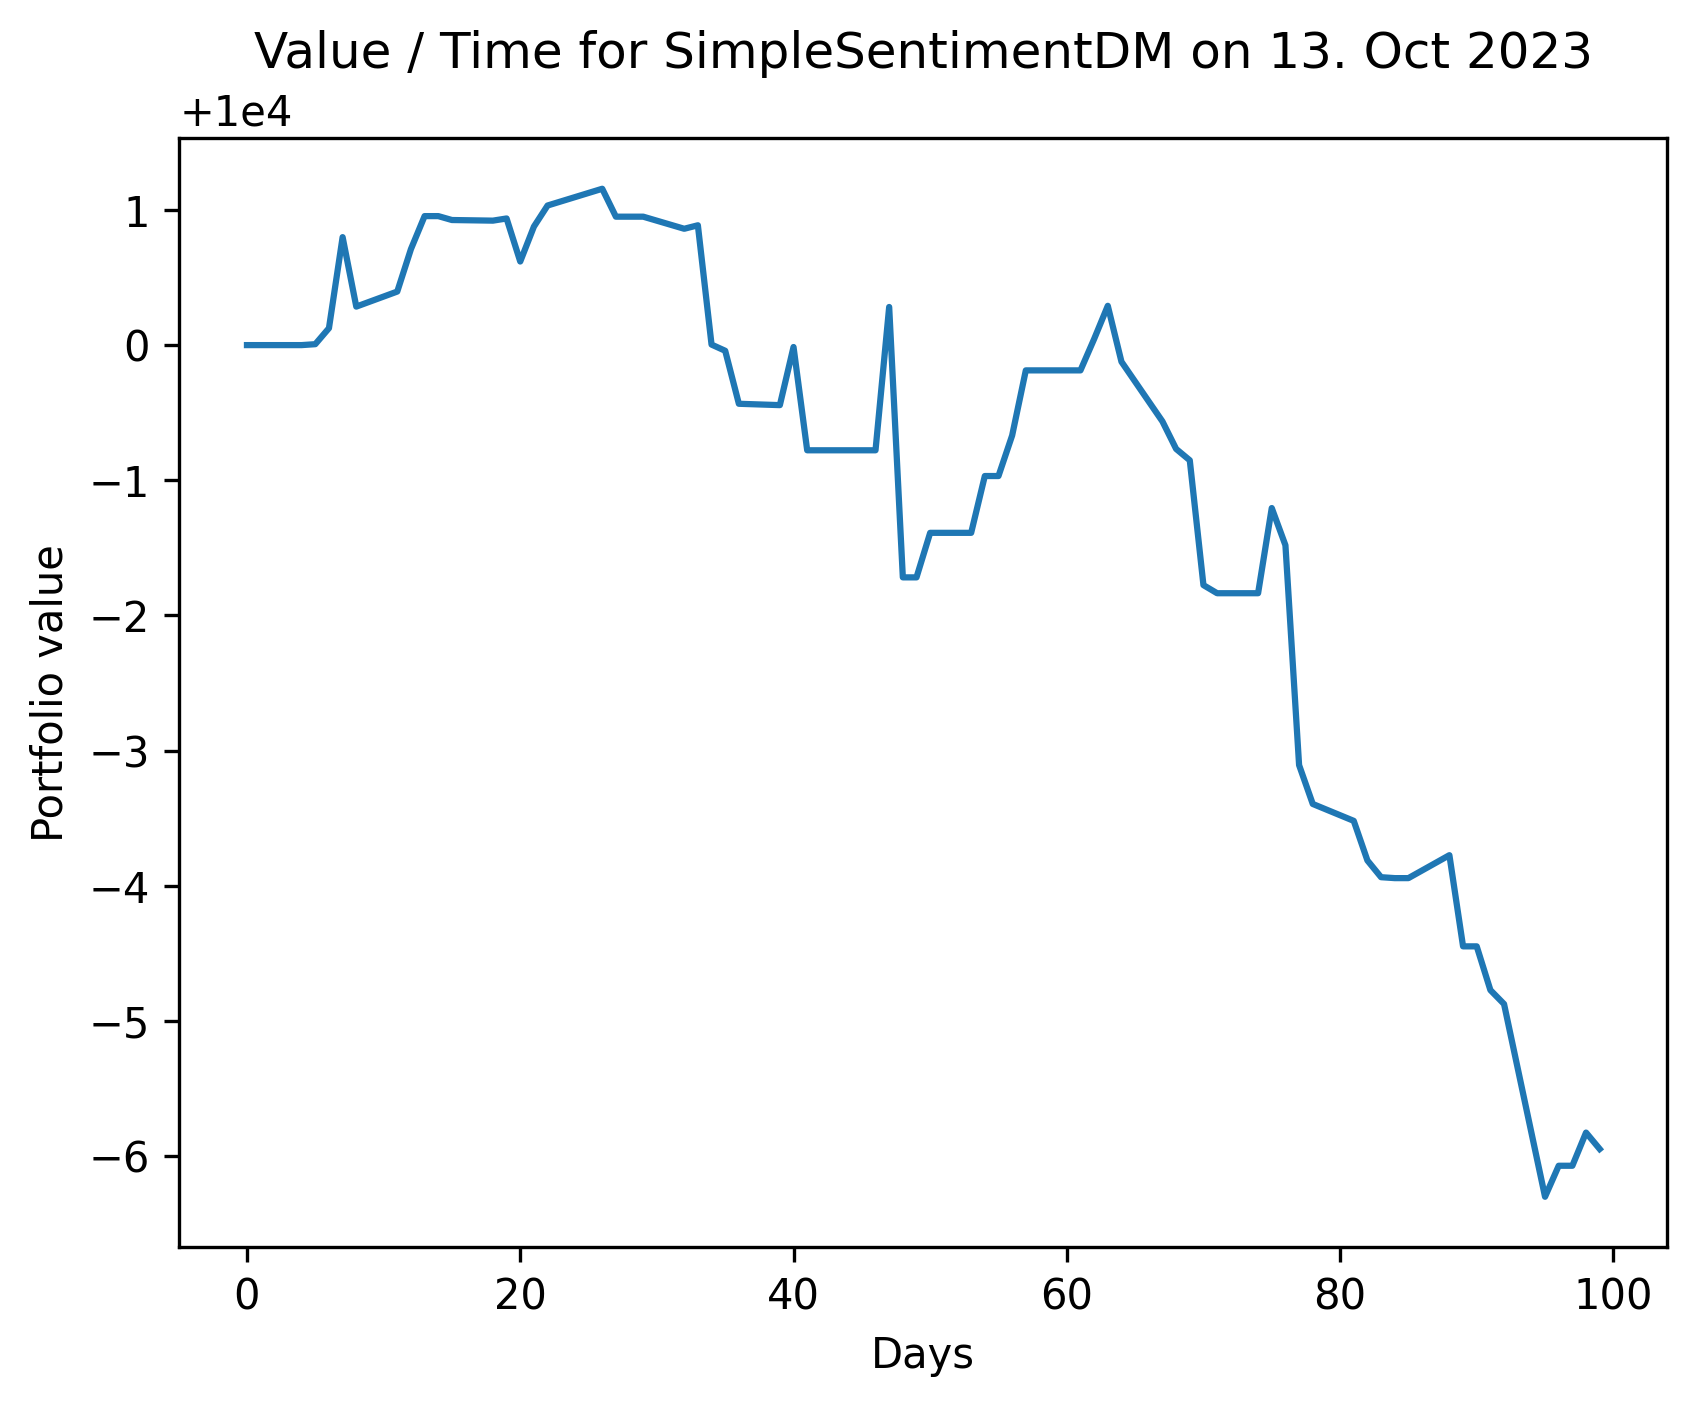 Value / Time for SimpleSentimentDM on 13. Oct 2023
+1e4
1
0
−1
−2
−3
−4
−5
−6
Portfolio value
0 20 40 60 80 100
Days